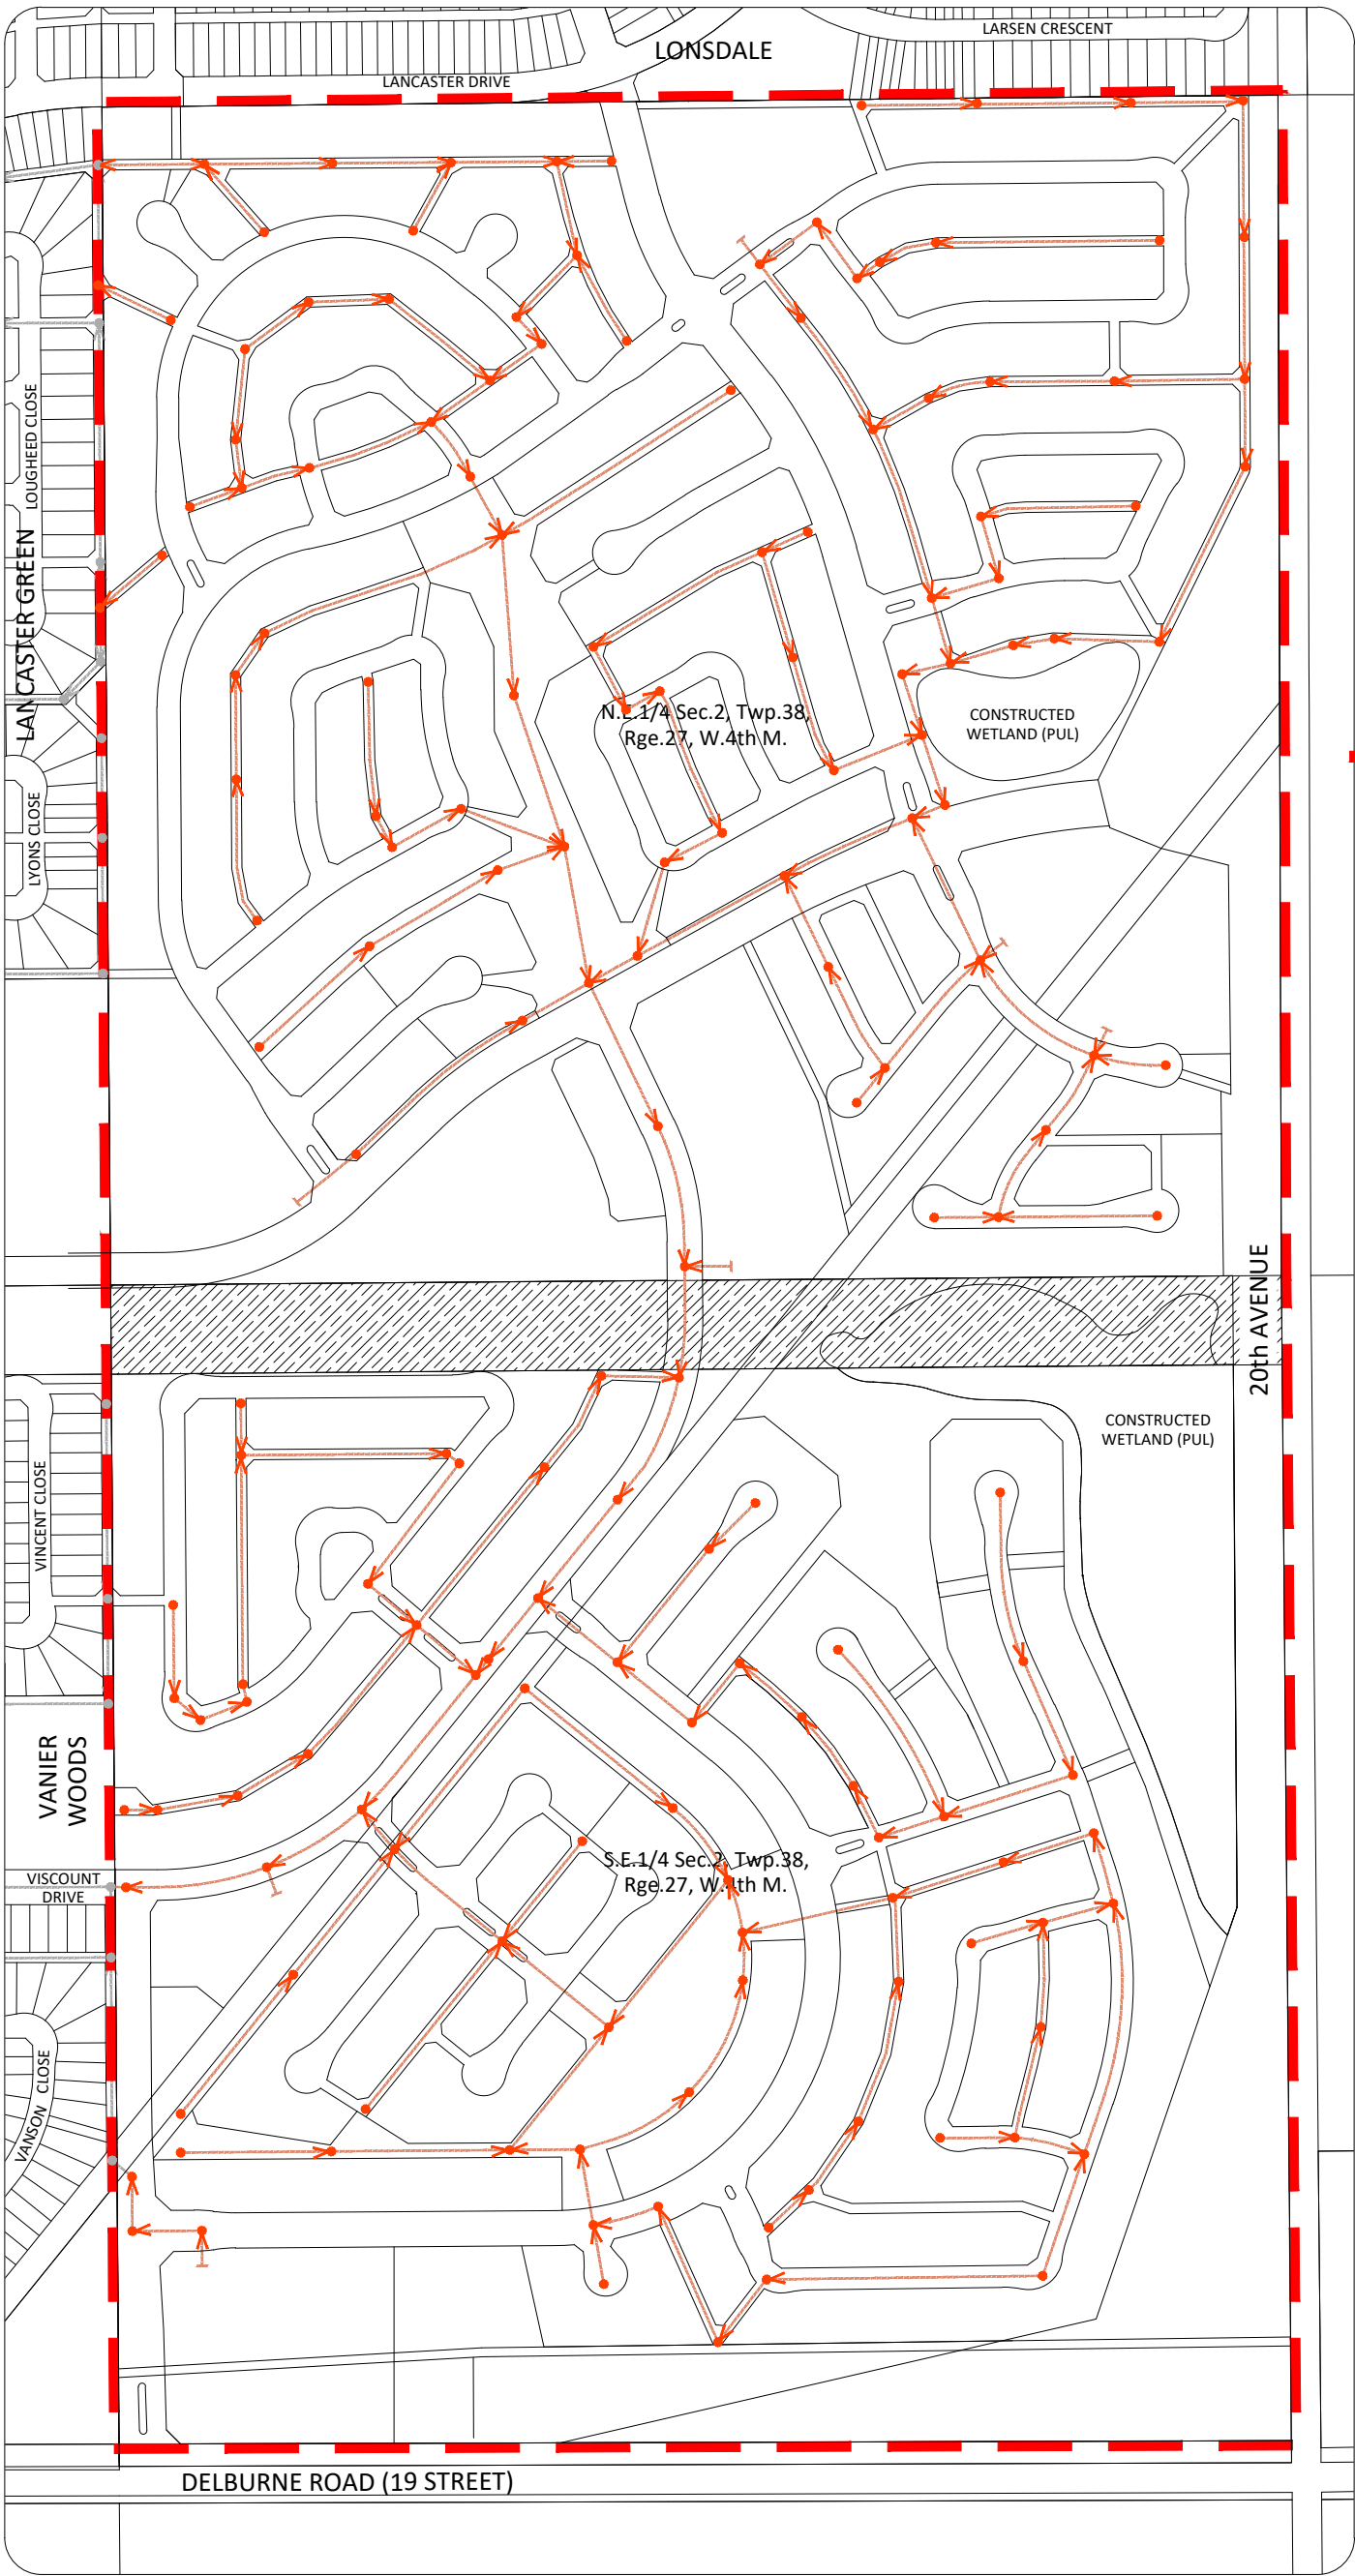 LARSEN CRESCENT
LONSDALE
LANCASTER DRIVE
LOUGHEED CLOSE
LANCASTER GREEN
N.E.1/4 Sec.2, Twp.38,
Rge.27, W.4th M.
CONSTRUCTED
WETLAND (PUL)
LYONS CLOSE
20th AVENUE
CONSTRUCTED
WETLAND (PUL)
VINCENT CLOSE
VANIER
WOODS
S.E.1/4 Sec.2, Twp.38,
Rge.27, W.4th M.
VISCOUNT
DRIVE
VANSON CLOSE
DELBURNE ROAD (19 STREET)